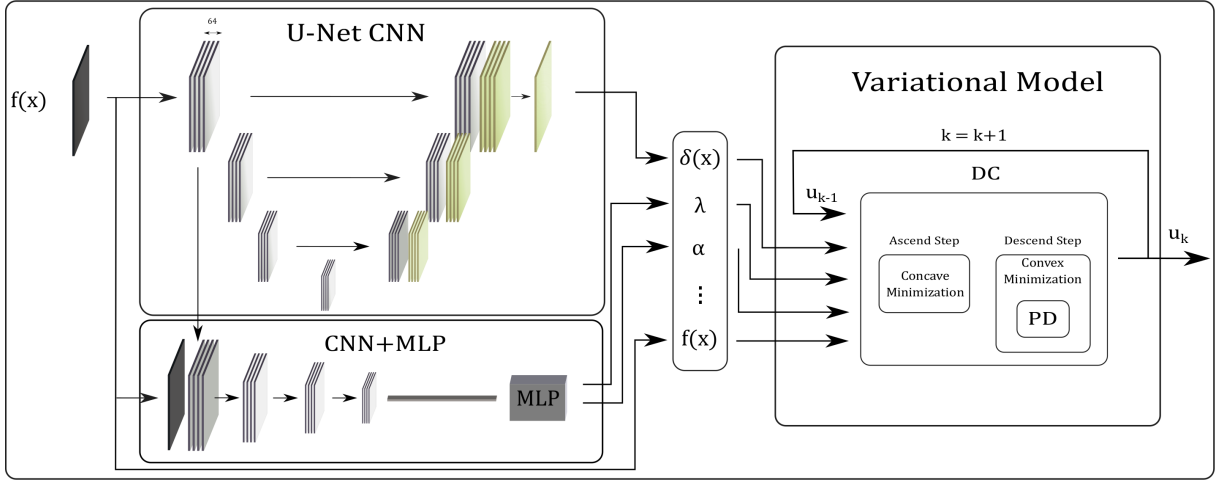 64
U-Net CNN
f(x)
Variational Model
k = k+1
DC
δ(x)
λ
α
⋮
f(x)
u_{k-1}
u_k
Ascend Step
Concave
Minimization
Descend Step
Convex
Minimization
PD
CNN+MLP
MLP